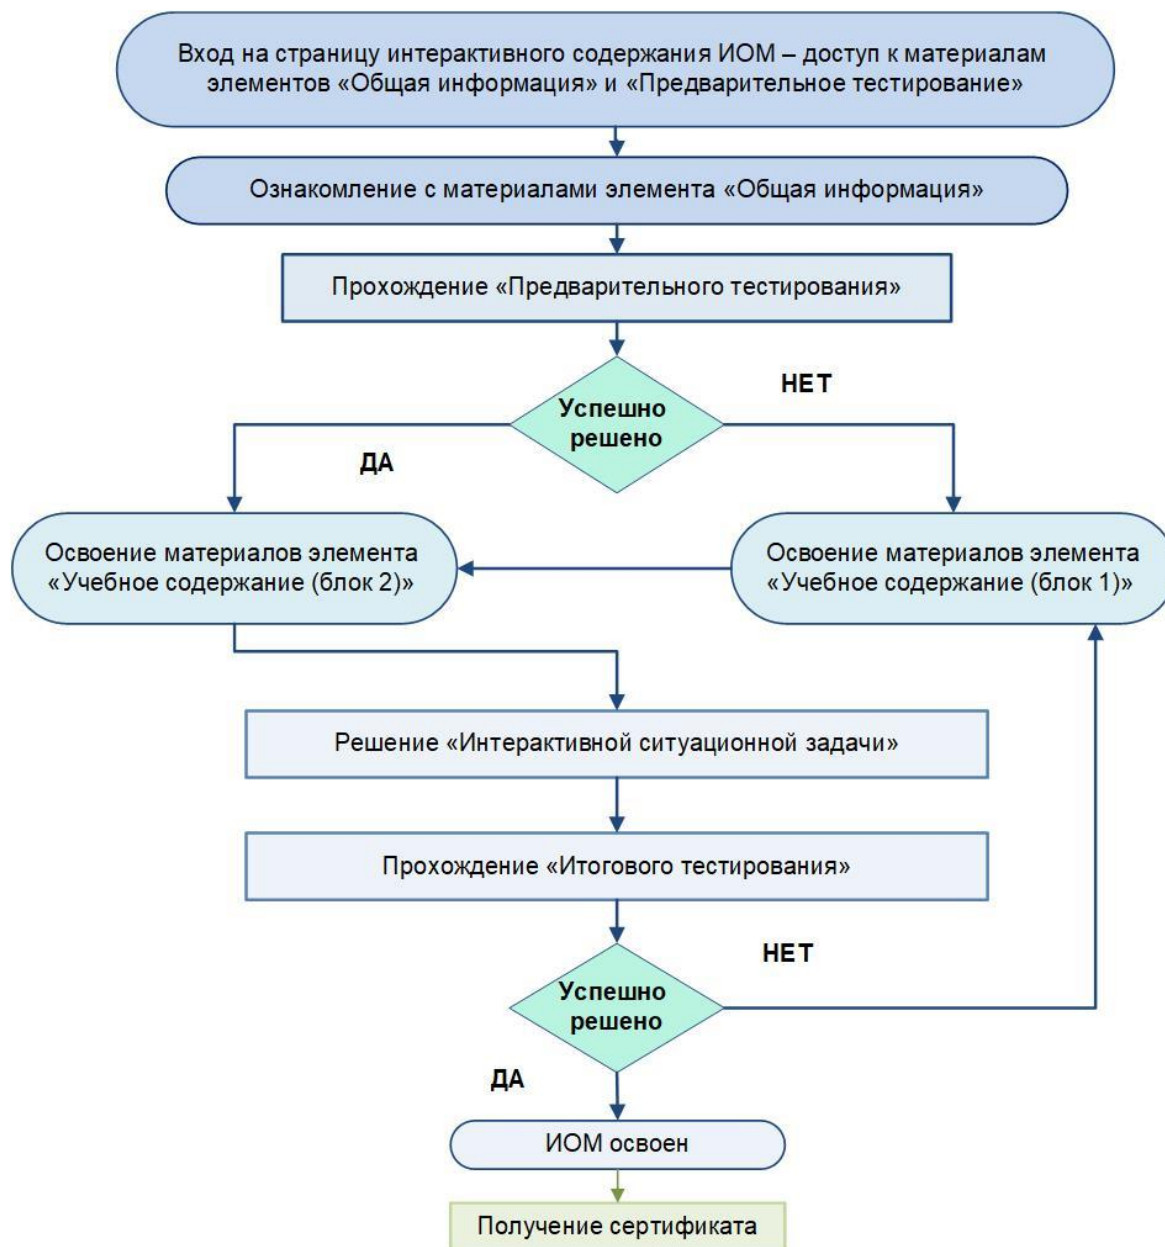 Вход на страницу интерактивного содержания ИОМ – доступ к материалам
элементов «Общая информация» и «Предварительное тестирование»
Ознакомление с материалами элемента «Общая информация»
Прохождение «Предварительного тестирования»
Успешно
решено
НЕТ
ДА
Освоение материалов элемента
«Учебное содержание (блок 2)»
Освоение материалов элемента
«Учебное содержание (блок 1)»
Решение «Интерактивной ситуационной задачи»
Прохождение «Итогового тестирования»
Успешно
решено
НЕТ
ДА
ИОМ освоен
Получение сертификата